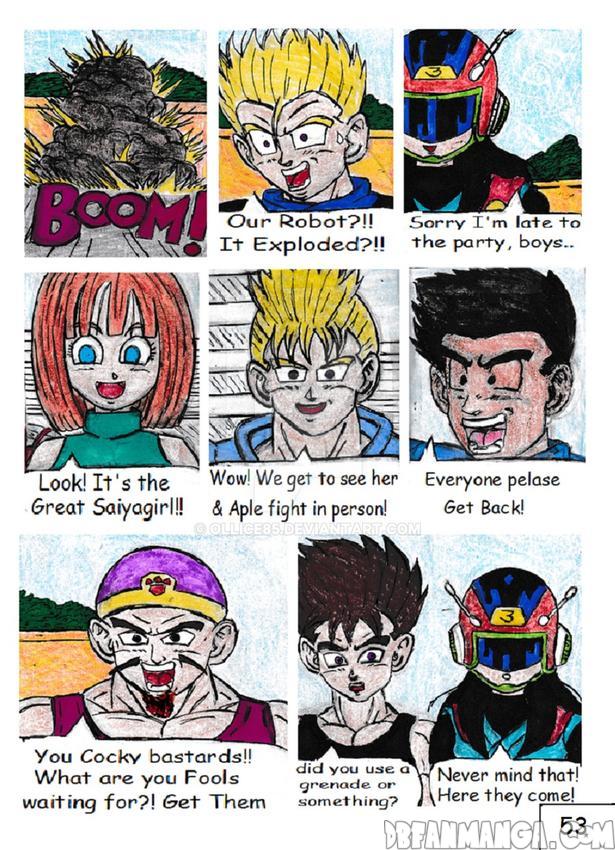 BOOM!
Our Robot?!!
It Exploded?!!
Sorry I'm late to
the party, boys..
3
Look! It's the
Great Saiyagirl!!
Wow! We get to see her
& Aple fight in person!
Everyone pelase
Get Back!
© OLLICE85.DEVIANTART.COM
You Cocky bastards!!
What are you Fools
waiting for?! Get Them
did you use a
grenade or
something?
3
Never mind that!
Here they come!
53
DBFANMANGA.COM